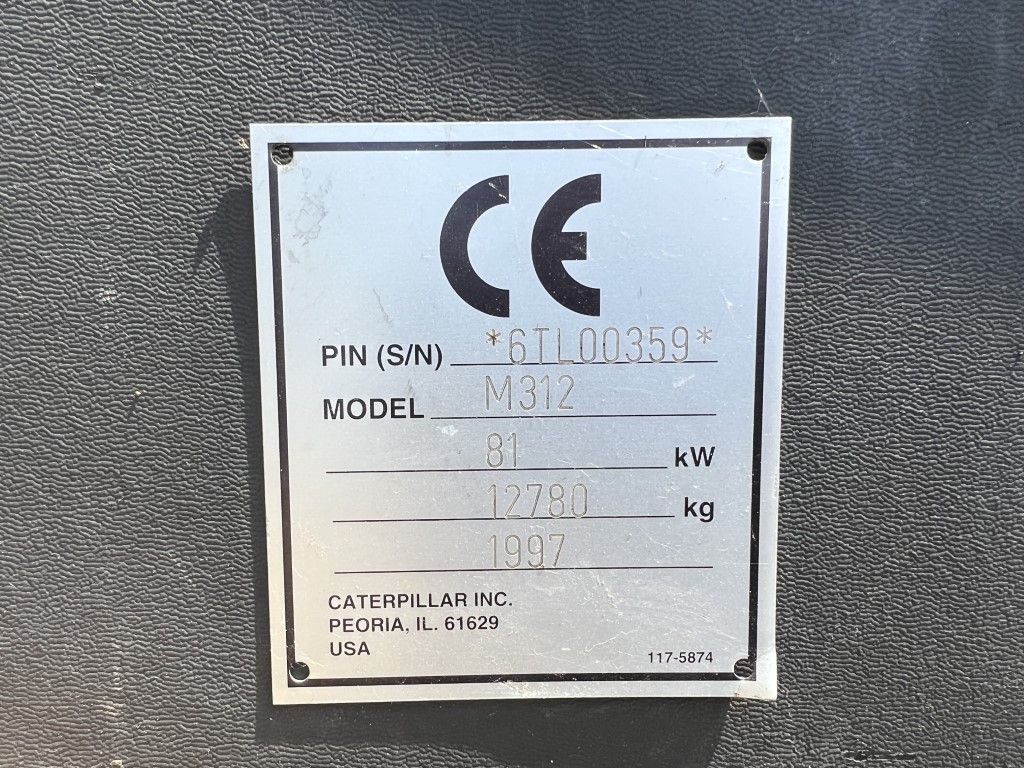 CE
PIN (S/N) *6TL00359*
MODEL M312
81 kW
12780 kg
1997
CATERPILLAR INC.
PEORIA, IL. 61629
USA
117-5874